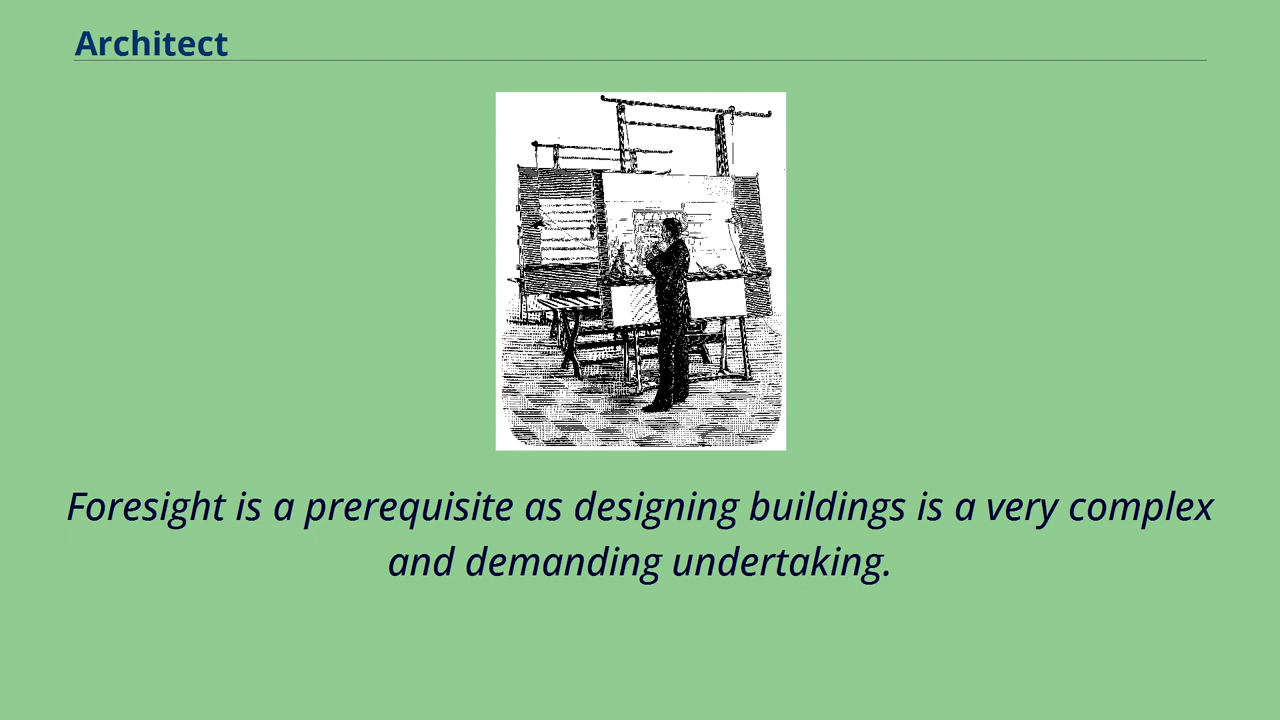 Architect
Foresight is a prerequisite as designing buildings is a very complex
and demanding undertaking.